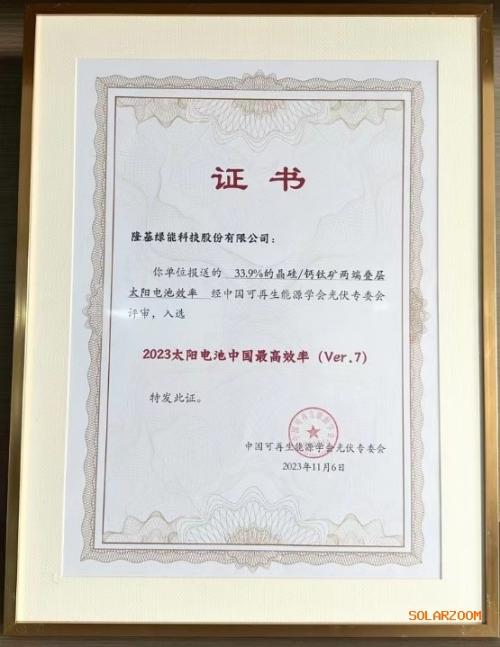 证书
隆基绿能科技股份有限公司：
你单位报送的 33.9%的晶硅/钙钛矿两端叠层
太阳电池效率 经中国可再生能源学会光伏专委会
评审，入选
2023太阳电池中国最高效率（Ver.7）
特发此证。
中国可再生能源学会光伏专委会
2023年11月6日
SOLARZOOM